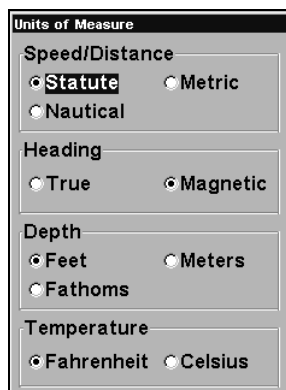 Units of Measure
Speed/Distance
Statute Metric
Nautical
Heading
True Magnetic
Depth
Feet Meters
Fathoms
Temperature
Fahrenheit Celsius